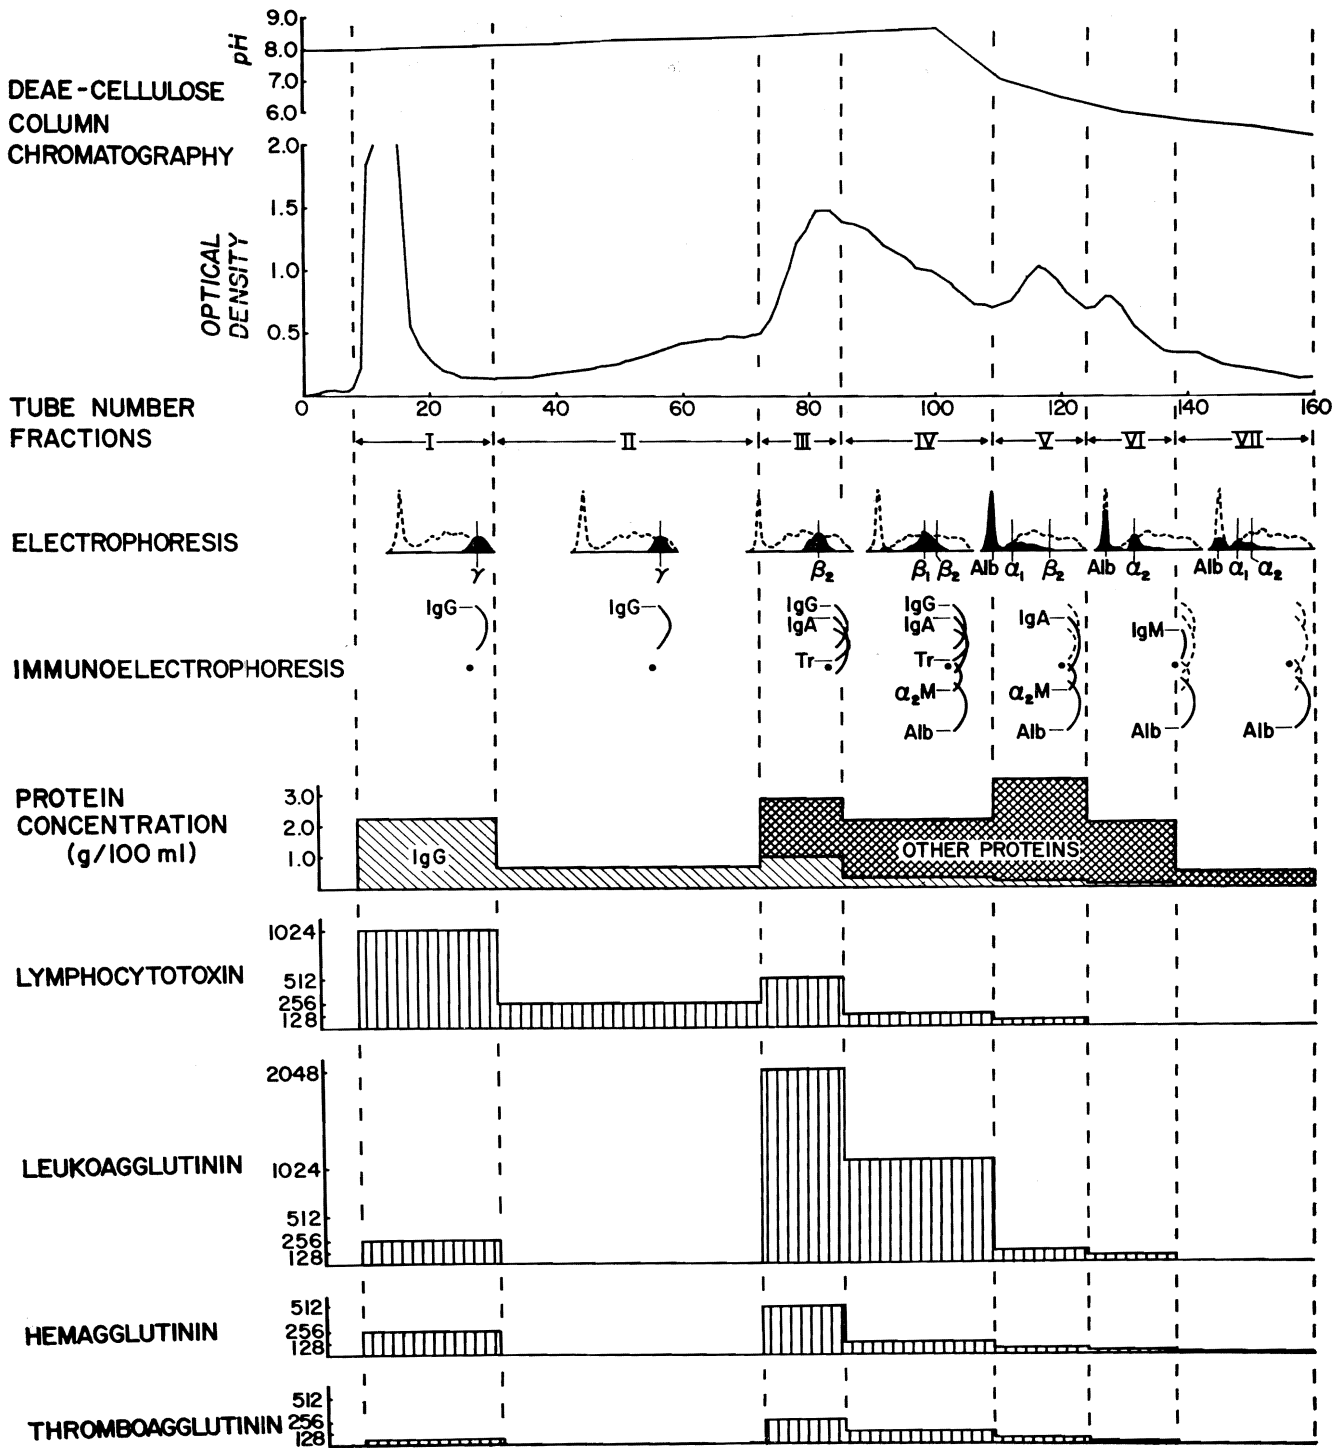 9.0
8.0
7.0
6.0
pH
DEAE-CELLULOSE
COLUMN
CHROMATOGRAPHY
2.0
1.5
1.0
0.5
OPTICAL
DENSITY
TUBE NUMBER
0 20 40 60 80 100 120 140 160
FRACTIONS
I II III IV V VI VII
ELECTROPHORESIS
γ γ β₂ β₁ β₂ Alb α₁ β₂ Alb α₂ Alb α₁ α₂
IMMUNOELECTROPHORESIS
IgG
IgG
IgG
IgA
Tr
IgG
IgA
Tr
α₂M
Alb
IgA
α₂M
Alb
IgM
Alb
Alb
PROTEIN
CONCENTRATION
(g/100 ml)
3.0
2.0
1.0
IgG
OTHER PROTEINS
LYMPHOCYTOTOXIN
1024
512
256
128
LEUKOAGGLUTININ
2048
1024
512
256
128
HEMAGGLUTININ
512
256
128
THROMBOAGGLUTININ
512
256
128